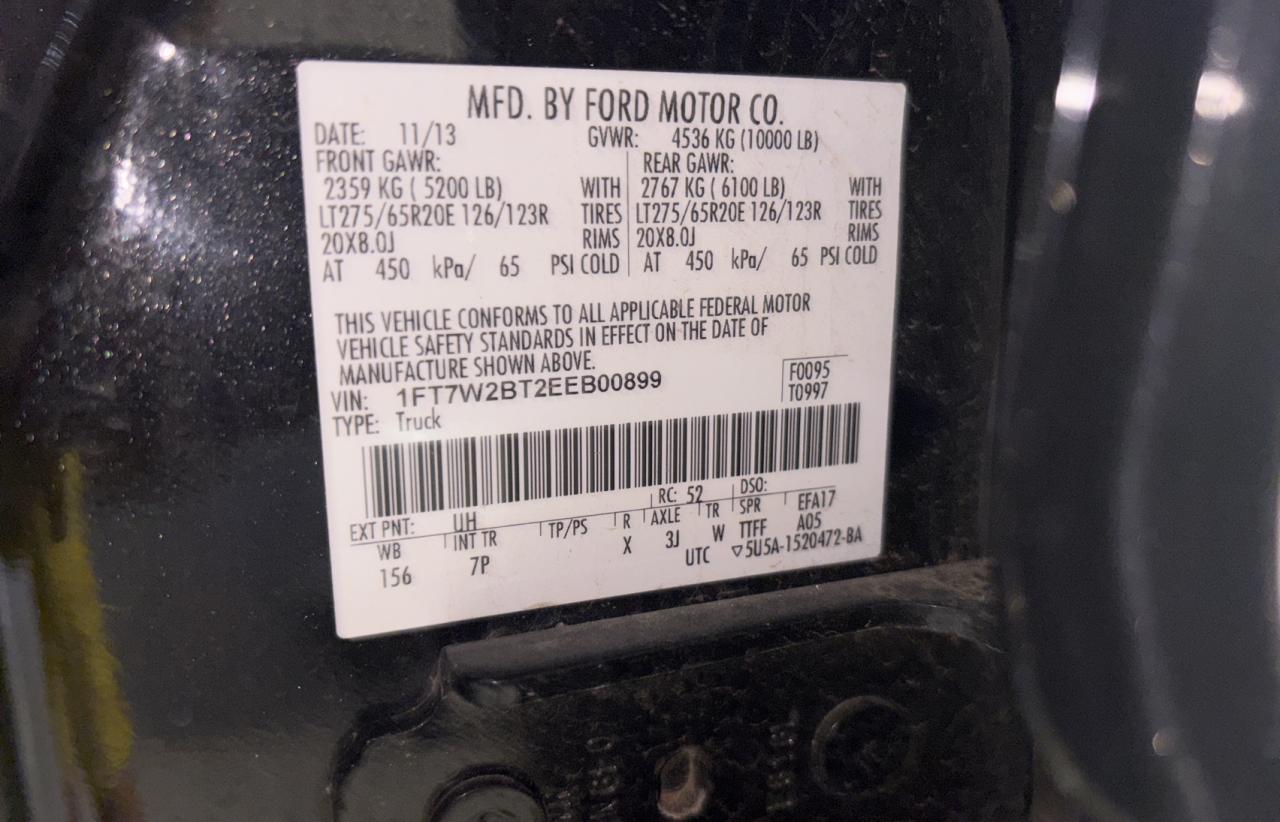 MFD. BY FORD MOTOR CO.
DATE: 11/13 GVWR: 4536 KG (10000 LB)
FRONT GAWR: REAR GAWR:
2359 KG ( 5200 LB) WITH 2767 KG ( 6100 LB) WITH
LT275/65R20E 126/123R TIRES LT275/65R20E 126/123R TIRES
20X8.0J RIMS 20X8.0J RIMS
AT 450 kPa/ 65 PSI COLD AT 450 kPa/ 65 PSI COLD
THIS VEHICLE CONFORMS TO ALL APPLICABLE FEDERAL MOTOR
VEHICLE SAFETY STANDARDS IN EFFECT ON THE DATE OF
MANUFACTURE SHOWN ABOVE.
VIN: 1FT7W2BT2EEB00899 F0095
TYPE: Truck T0997
EXT PNT: UH RC: 52 DSO:
WB INT TR TP/PS R AXLE TR SPR EFA17
156 7P X 3J W TTFF A05
UTC ▽5U5A-1520472-BA